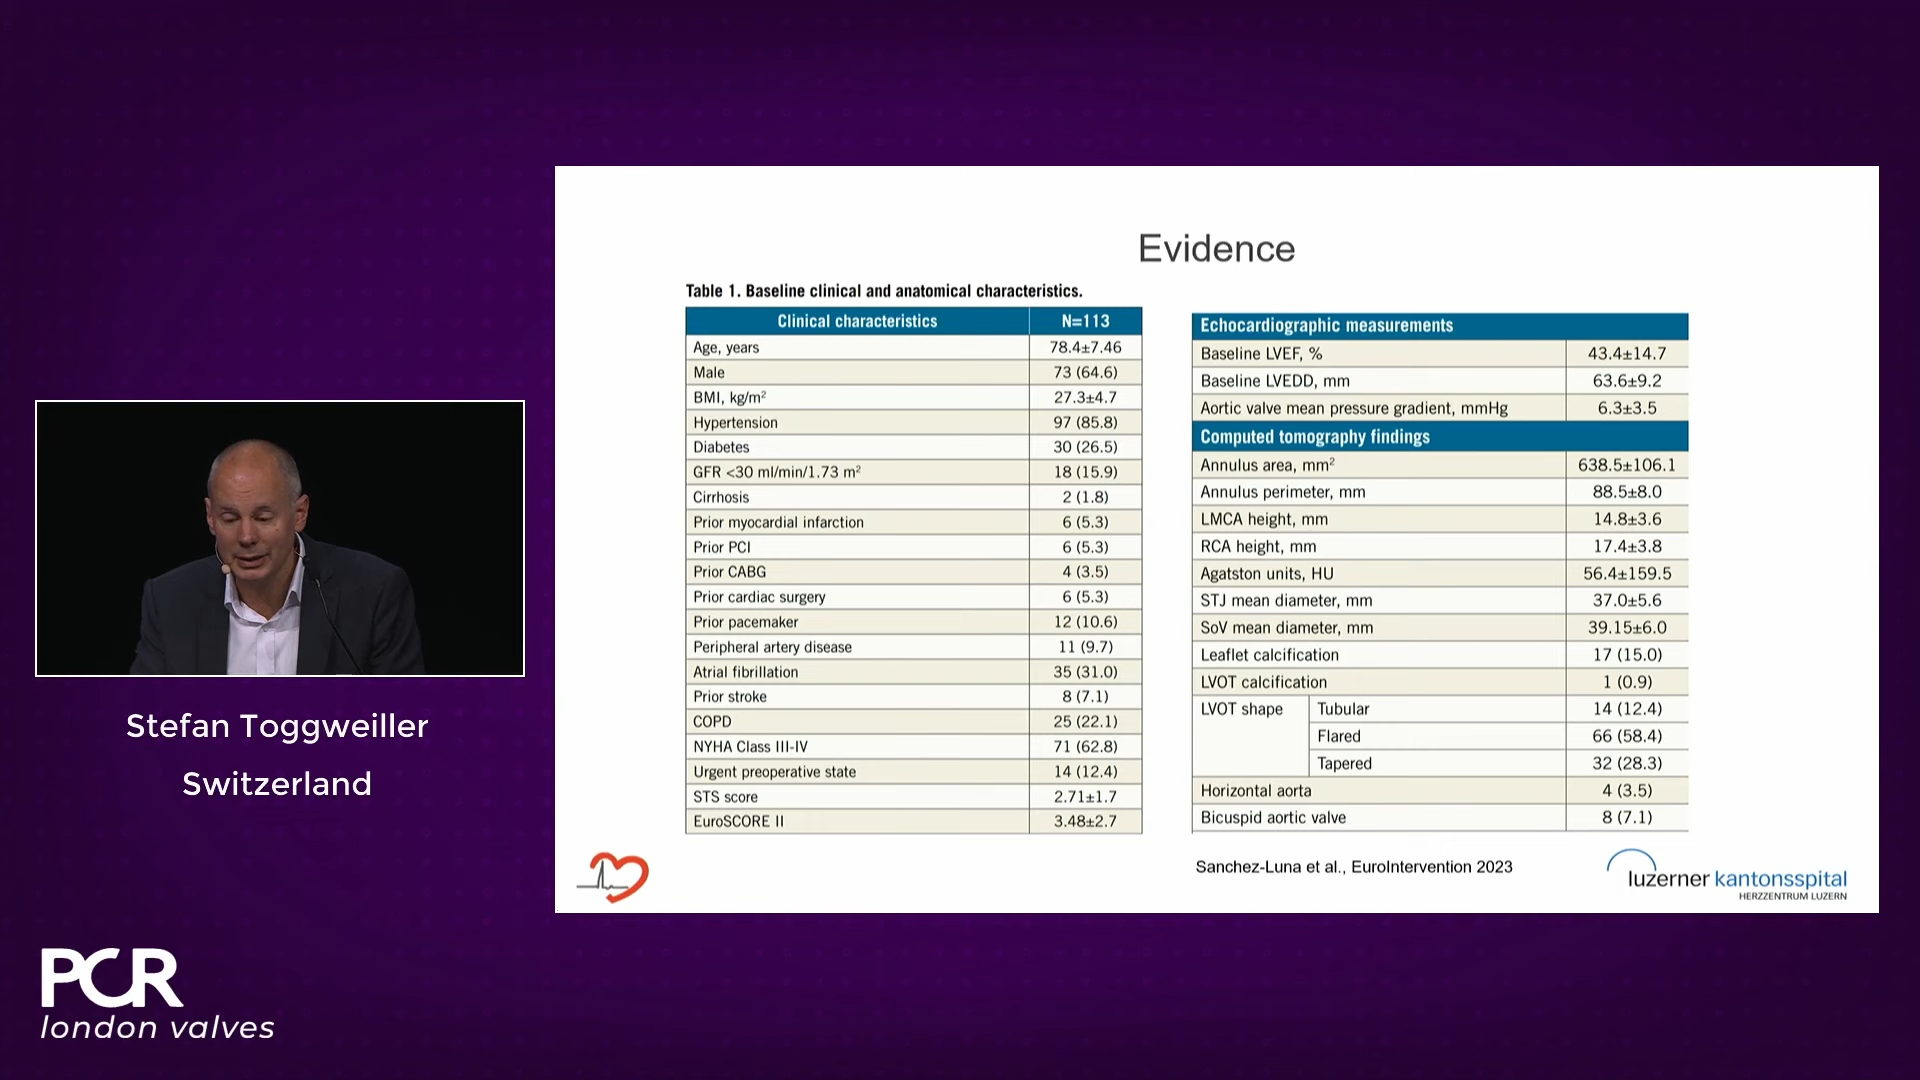 Evidence
Table 1. Baseline clinical and anatomical characteristics.
Clinical characteristics N=113
Age, years 78.4±7.46
Male 73 (64.6)
BMI, kg/m² 27.3±4.7
Hypertension 97 (85.8)
Diabetes 30 (26.5)
GFR <30 ml/min/1.73 m² 18 (15.9)
Cirrhosis 2 (1.8)
Prior myocardial infarction 6 (5.3)
Prior PCI 6 (5.3)
Prior CABG 4 (3.5)
Prior cardiac surgery 6 (5.3)
Prior pacemaker 12 (10.6)
Peripheral artery disease 11 (9.7)
Atrial fibrillation 35 (31.0)
Prior stroke 8 (7.1)
COPD 25 (22.1)
NYHA Class III-IV 71 (62.8)
Urgent preoperative state 14 (12.4)
STS score 2.71±1.7
EuroSCORE II 3.48±2.7
Echocardiographic measurements
Baseline LVEF, % 43.4±14.7
Baseline LVEDD, mm 63.6±9.2
Aortic valve mean pressure gradient, mmHg 6.3±3.5
Computed tomography findings
Annulus area, mm² 638.5±106.1
Annulus perimeter, mm 88.5±8.0
LMCA height, mm 14.8±3.6
RCA height, mm 17.4±3.8
Agatston units, HU 56.4±159.5
STJ mean diameter, mm 37.0±5.6
SoV mean diameter, mm 39.15±6.0
Leaflet calcification 17 (15.0)
LVOT calcification 1 (0.9)
LVOT shape Tubular 14 (12.4)
Flared 66 (58.4)
Tapered 32 (28.3)
Horizontal aorta 4 (3.5)
Bicuspid aortic valve 8 (7.1)
Sanchez-Luna et al., EuroIntervention 2023
luzerner kantonsspital
HERZZENTRUM LUZERN
Stefan Toggweiller
Switzerland
PCR
london valves